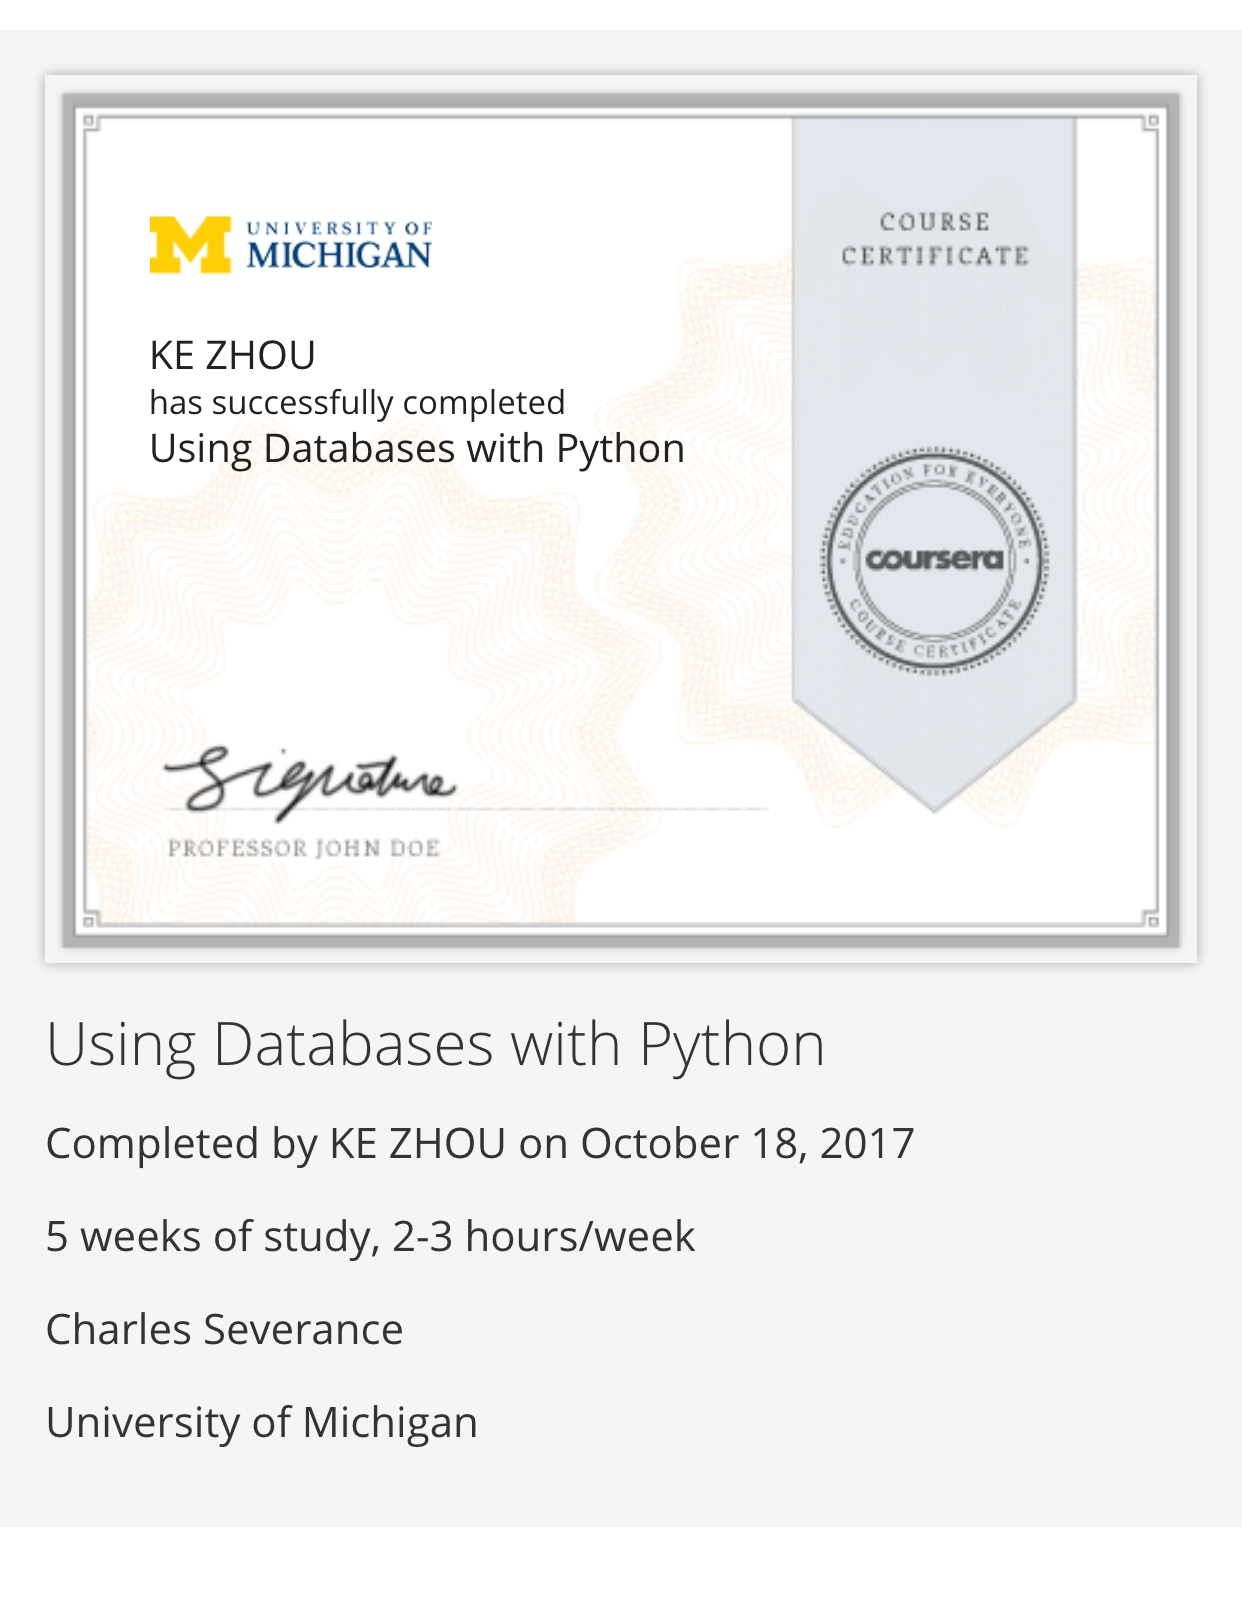 UNIVERSITY OF
MICHIGAN
COURSE
CERTIFICATE
KE ZHOU
has successfully completed
Using Databases with Python
EDUCATION FOR EVERYONE
coursera
COURSE CERTIFICATE
Signature
PROFESSOR JOHN DOE
Using Databases with Python
Completed by KE ZHOU on October 18, 2017
5 weeks of study, 2-3 hours/week
Charles Severance
University of Michigan